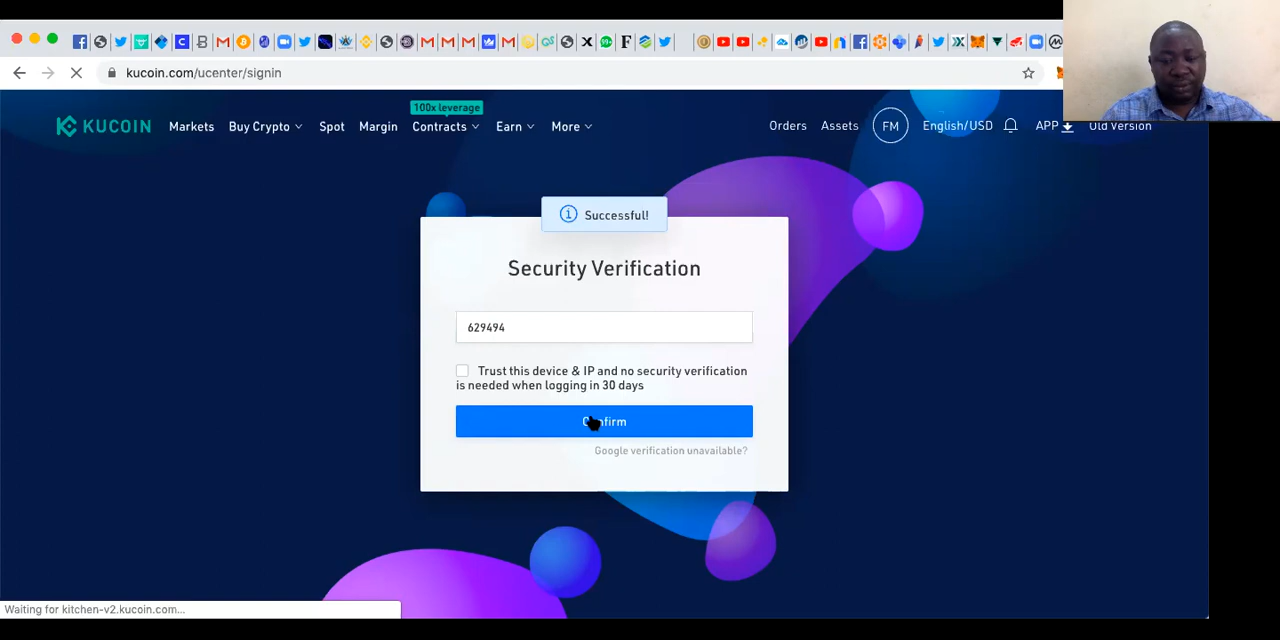 kucoin.com/ucenter/signin
100x leverage
KUCOIN Markets Buy Crypto Spot Margin Contracts Earn More Orders Assets FM English/USD APP Old Version
Successful!
Security Verification
629494
Trust this device & IP and no security verification
is needed when logging in 30 days
Confirm
Google verification unavailable?
Waiting for kitchen-v2.kucoin.com...